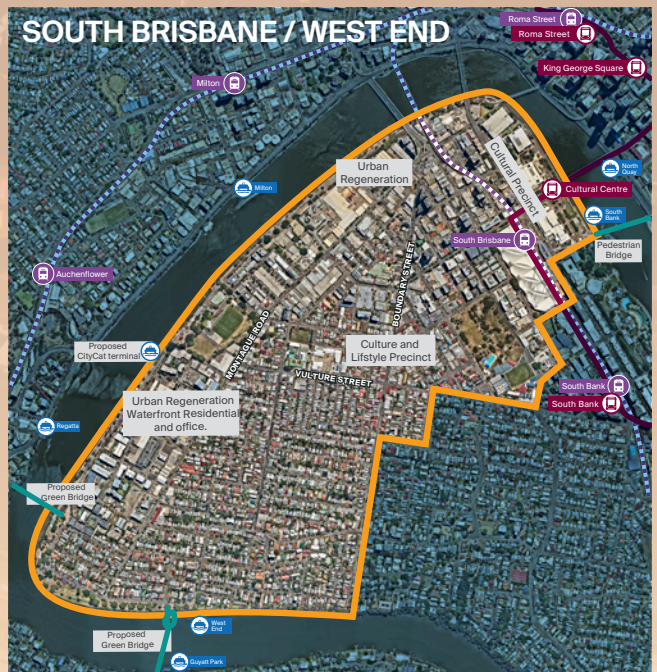 SOUTH BRISBANE / WEST END
Roma Street
Roma Street
King George Square
Milton
Urban
Regeneration
Cultural Precinct
North
Quay
Milton
Cultural Centre
South
Bank
South Brisbane
Pedestrian
Bridge
Auchenflower
BOUNDARY STREET
MONTAGUE ROAD
Proposed
CityCat terminal
Culture and
Lifstyle Precinct
VULTURE STREET
South Bank
South Bank
Urban Regeneration
Waterfront Residential
and office.
Regatta
Proposed
Green Bridge
West
End
Proposed
Green Bridge
Guyatt Park